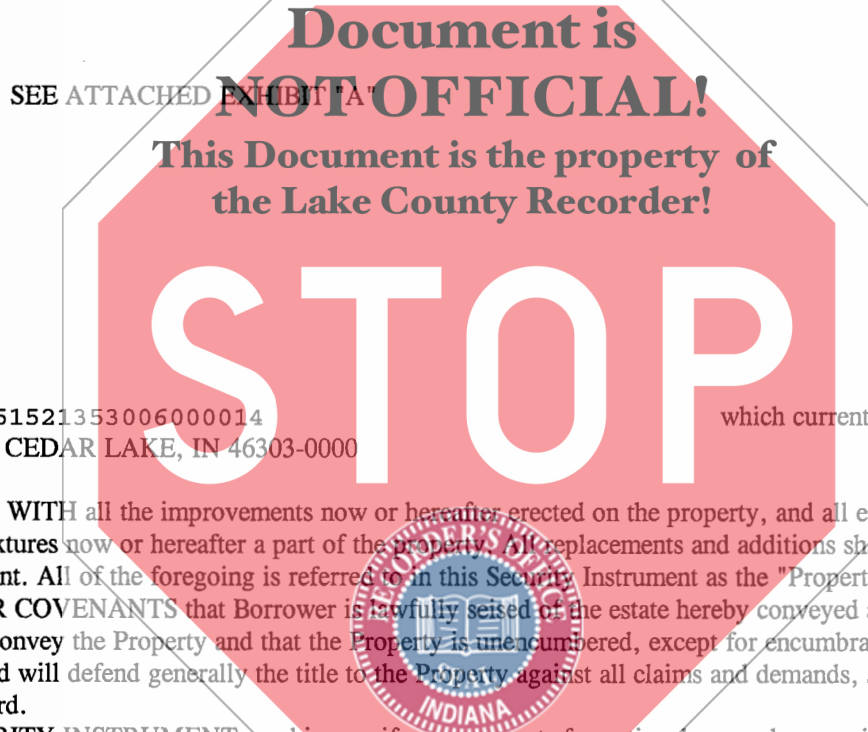 Document is
NOT OFFICIAL!
SEE ATTACHED EXHIBIT "A"
This Document is the property of
the Lake County Recorder!
STOP
51521353006000014 which current
CEDAR LAKE, IN 46303-0000
WITH all the improvements now or hereafter erected on the property, and all e
xtures now or hereafter a part of the property. All replacements and additions sh
nt. All of the foregoing is referred to in this Security Instrument as the "Propert
R COVENANTS that Borrower is lawfully seised of the estate hereby conveyed
onvey the Property and that the Property is unencumbered, except for encumbra
d will defend generally the title to the Property against all claims and demands,
rd.
RECORDER'S OFFICE
SEAL
INDIANA
RITY INSTRUMENT